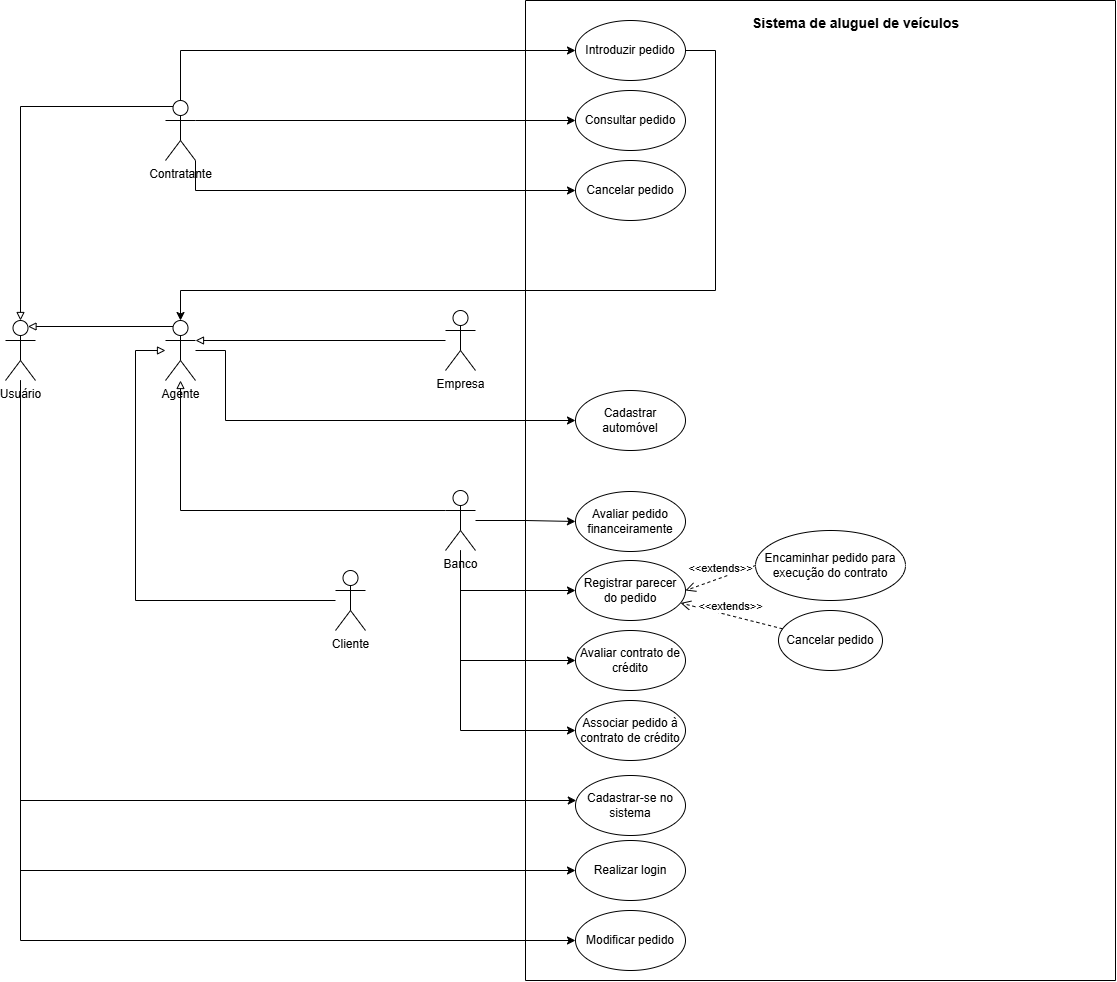 Sistema de aluguel de veículos
Introduzir pedido
Consultar pedido
Contratante
Cancelar pedido
Usuário
Agente
Empresa
Cadastrar
automóvel
Avaliar pedido
financeiramente
Banco
Encaminhar pedido para
execução do contrato
<<extends>>
Registrar parecer
do pedido
<<extends>>
Cancelar pedido
Cliente
Avaliar contrato de
crédito
Associar pedido à
contrato de crédito
Cadastrar-se no
sistema
Realizar login
Modificar pedido